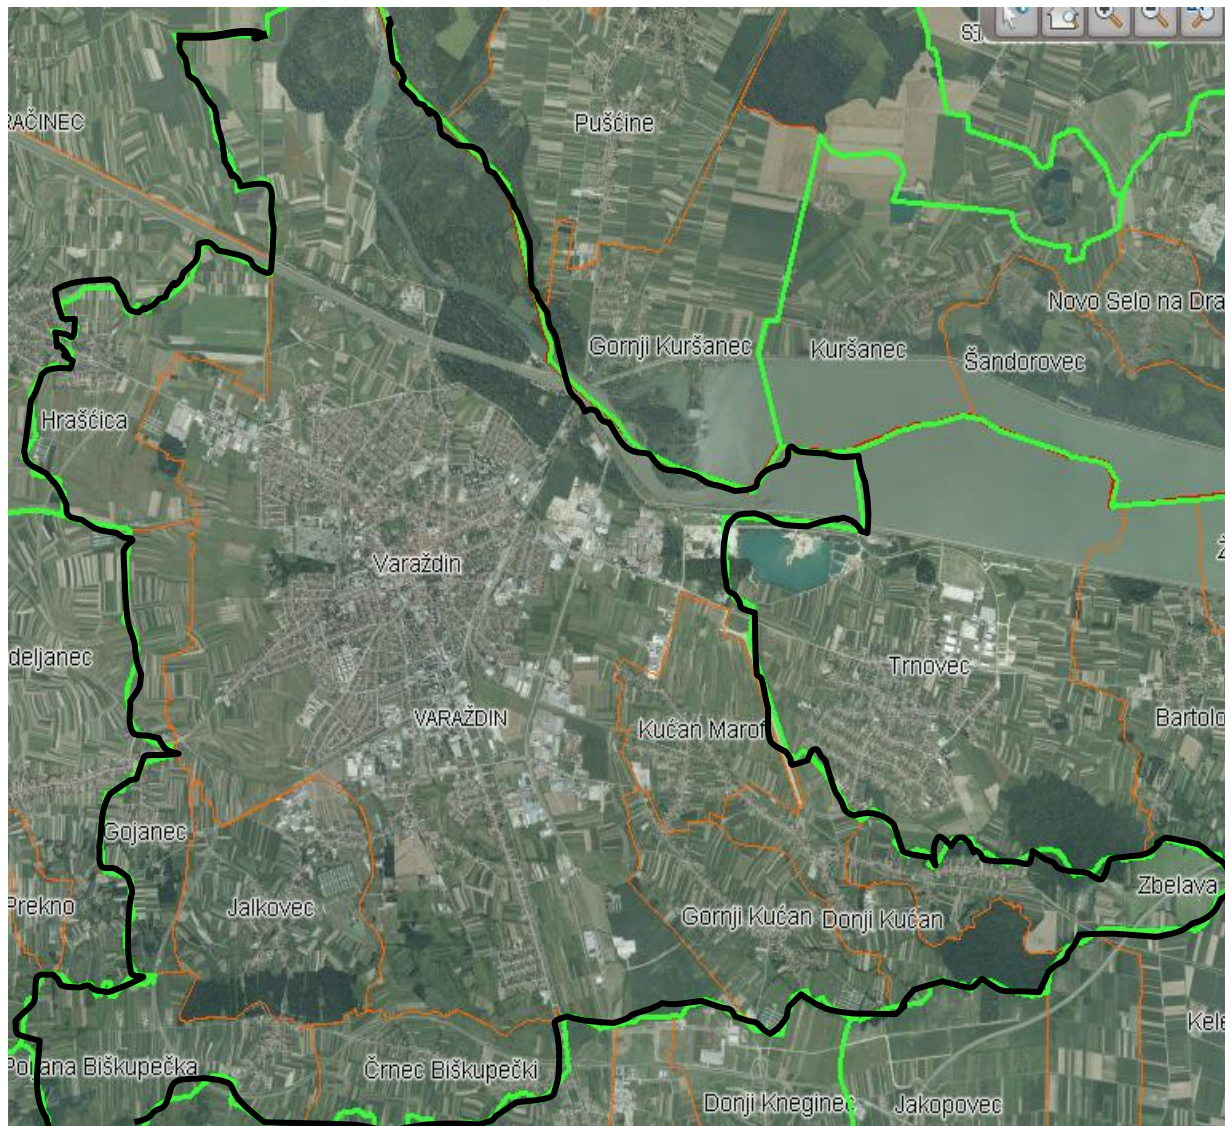 RAČINEC
Puščine
Novo Selo na Dra
Gornji Kuršanec
Kuršanec
Šandorovec
Hrašćica
Varaždin
deljanec
Trnovec
VARAŽDIN
Kućan Marof
Bartolo
Gojanec
Zbelava
Prekno
Jalkovec
Gornji Kućan
Donji Kućan
Kele
Poljana Biškupečka
Črnec Biškupečki
Donji Kneginec
Jakopovec